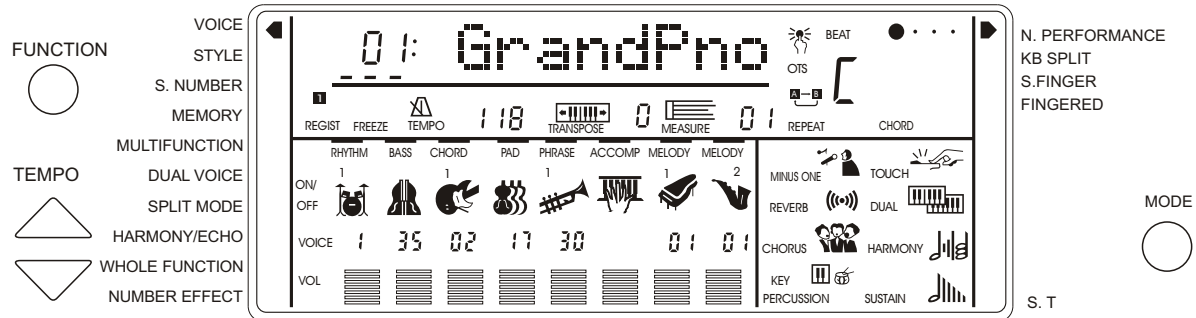 FUNCTION
TEMPO
VOICE
STYLE
S. NUMBER
MEMORY
MULTIFUNCTION
DUAL VOICE
SPLIT MODE
HARMONY/ECHO
WHOLE FUNCTION
NUMBER EFFECT
01: GrandPno
BEAT
OTS
A B
C
1
REGIST FREEZE TEMPO 118 TRANSPOSE 0 MEASURE 01 REPEAT CHORD
RHYTHM BASS CHORD PAD PHRASE ACCOMP MELODY MELODY
1 1 1 1 2
ON/
OFF
VOICE 1 35 02 17 30 01 01
VOL
MINUS ONE TOUCH
REVERB DUAL
CHORUS HARMONY
KEY
PERCUSSION SUSTAIN
N. PERFORMANCE
KB SPLIT
S.FINGER
FINGERED
MODE
S. T